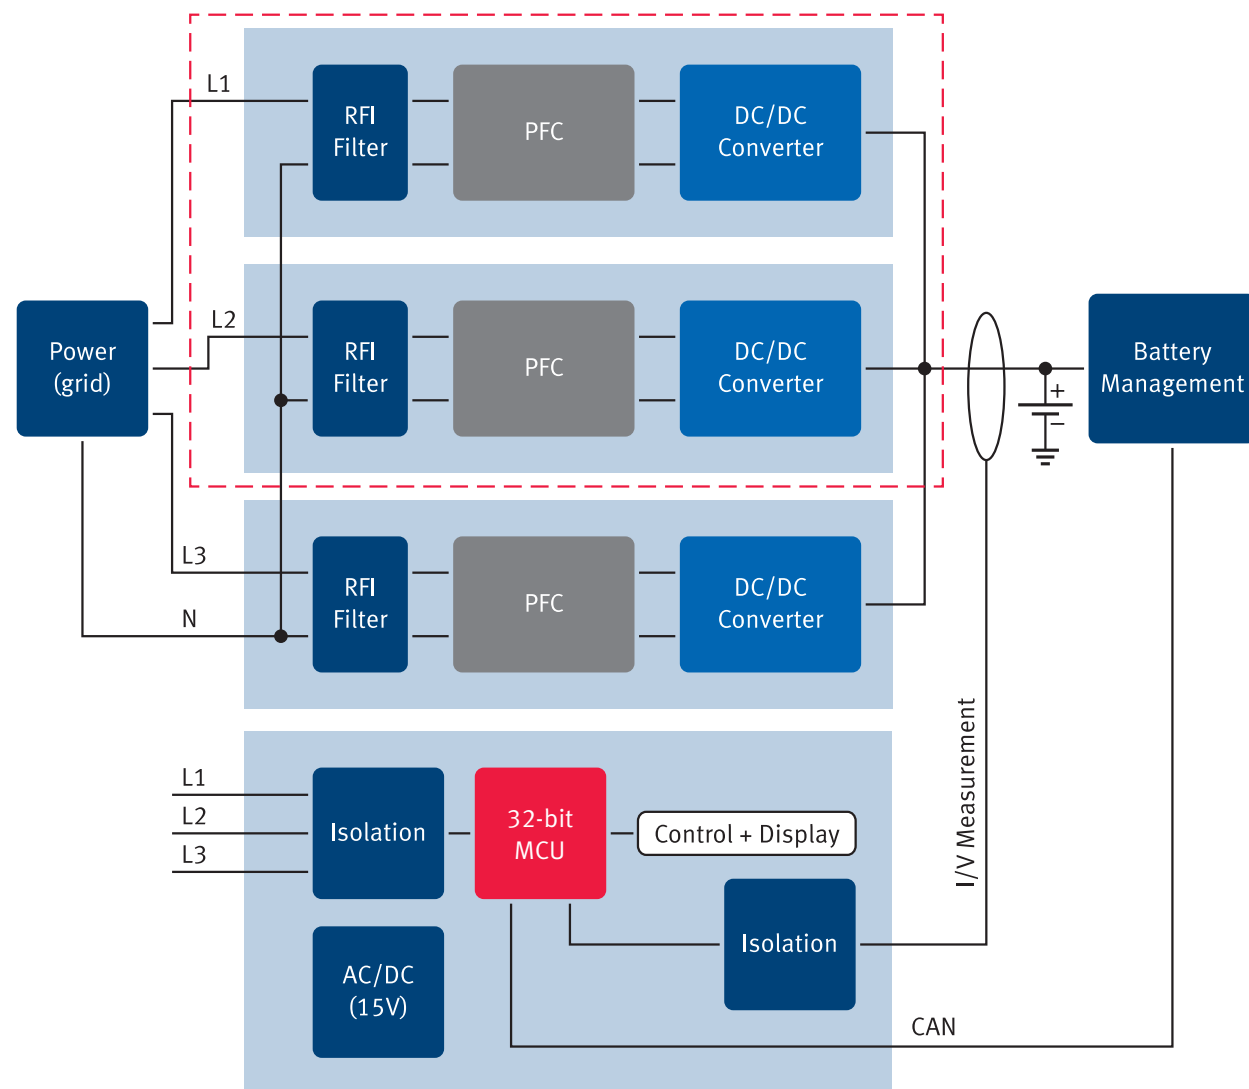 L1
RFI
Filter
PFC
DC/DC
Converter
Power
(grid)
L2
RFI
Filter
PFC
DC/DC
Converter
+
−
Battery
Management
L3
N
RFI
Filter
PFC
DC/DC
Converter
L1
L2
L3
Isolation
32-bit
MCU
Control + Display
I/V Measurement
Isolation
AC/DC
(15V)
CAN